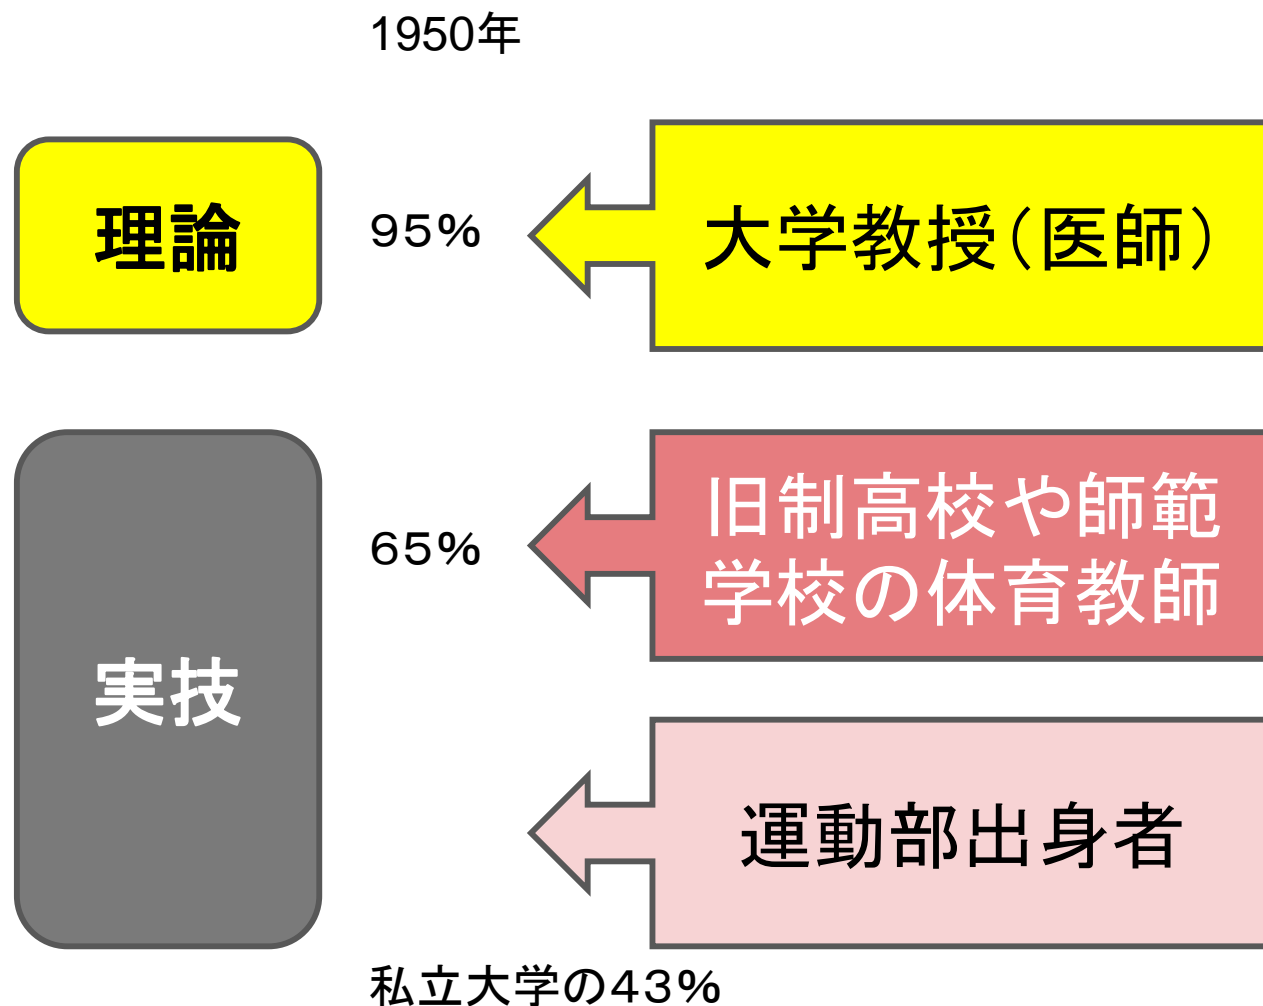 1950年
理論
95%
大学教授（医師）
実技
65%
旧制高校や師範
学校の体育教師
運動部出身者
私立大学の43%